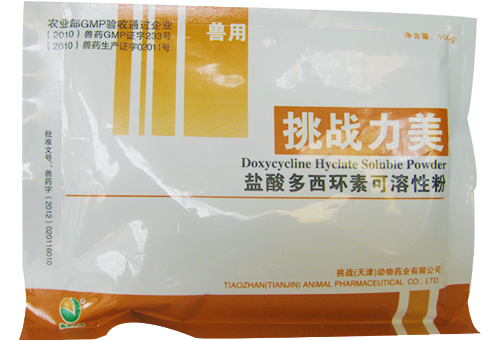 农业部GMP验收通过企业
（2010）兽药GMP证字233号
（2010）兽药生产证字02011号
兽用
净含量：100g
挑战力美
Doxycycline Hyclate Soluble Powder
盐酸多西环素可溶性粉
批准文号：兽药字（2012）020116010
挑战(天津)动物药业有限公司
TIAOZHAN(TIANJIN) ANIMAL PHARMACEUTICAL CO., LTD.